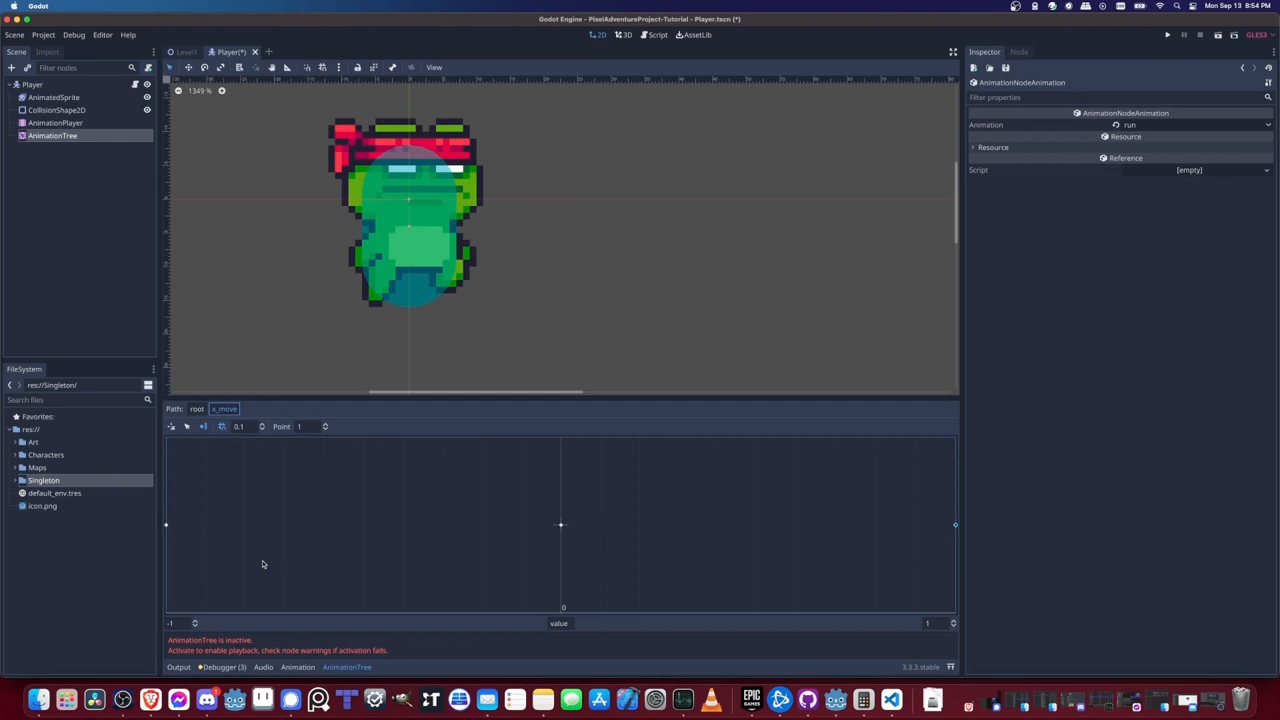 Godot
Mon Sep 13 8:54 PM
Godot Engine - PixelAdventureProject-Tutorial - Player.tscn (*)
Scene Project Debug Editor Help
2D 3D Script AssetLib
GLES3
Scene Import
Level1 Player(*)
Inspector Node
Filter nodes
View
Player
AnimatedSprite
CollisionShape2D
AnimationPlayer
AnimationTree
1349 %
AnimationNodeAnimation
Filter properties
AnimationNodeAnimation
Animation run
Resource
Resource
Reference
Script [empty]
FileSystem
res://Singleton/
Search files
Favorites:
res://
Art
Characters
Maps
Singleton
default_env.tres
icon.png
Path: root x_move
0.1 Point 1
0
-1 value 1
AnimationTree is inactive.
Activate to enable playback, check node warnings if activation fails.
Output Debugger (3) Audio Animation AnimationTree
3.3.3.stable
EPIC GAMES